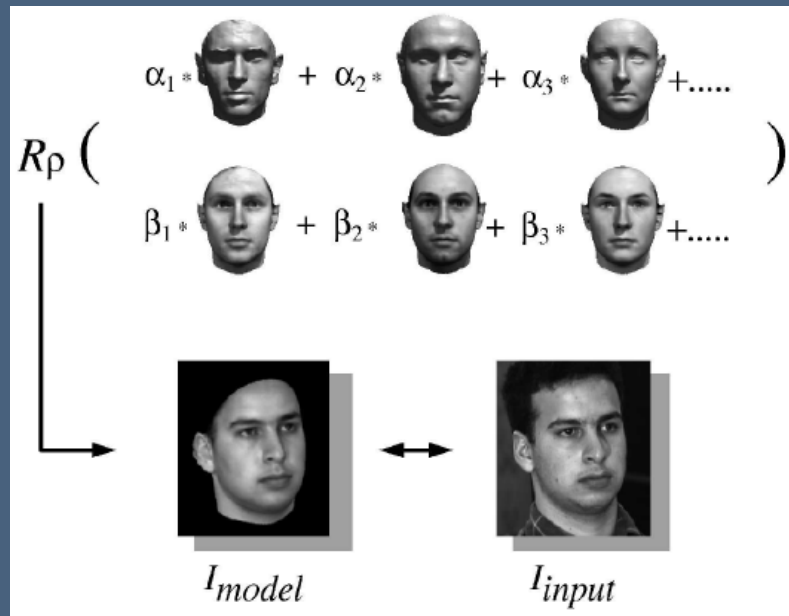 α1 * + α2 * + α3 * +.....
Rρ ( )
β1 * + β2 * + β3 * +.....
Imodel Iinput